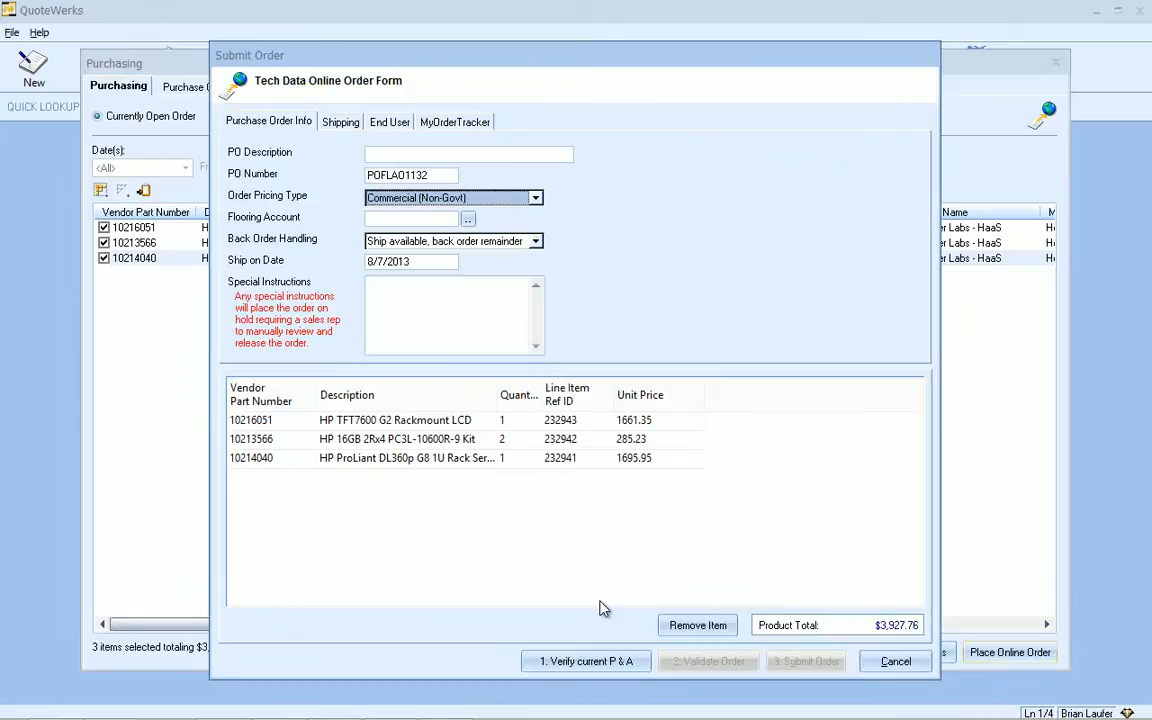 QuoteWerks
File Help
New
QUICK LOOKUP
Purchasing
Purchasing Purchase
Currently Open Order
Date(s):
<All>
Vendor Part Number
10216051
10213566
10214040
3 items selected totaling $3,
Submit Order
Tech Data Online Order Form
Purchase Order Info Shipping End User MyOrderTracker
PO Description
PO Number POFLAO1132
Order Pricing Type Commercial (Non-Govt)
Flooring Account ..
Back Order Handling Ship available, back order remainder
Ship on Date 8/7/2013
Special Instructions
Any special instructions
will place the order on
hold requiring a sales rep
to manually review and
release the order.
Vendor Part Number Description Quant... Line Item Ref ID Unit Price
10216051 HP TFT7600 G2 Rackmount LCD 1 232943 1661.35
10213566 HP 16GB 2Rx4 PC3L-10600R-9 Kit 2 232942 285.23
10214040 HP ProLiant DL360p G8 1U Rack Ser... 1 232941 1695.95
Remove Item Product Total: $3,927.76
1. Verify current P & A 2. Validate Order 3. Submit Order Cancel
Name
er Labs - HaaS
er Labs - HaaS
er Labs - HaaS
s Place Online Order
Ln 1/4 Brian Laufer